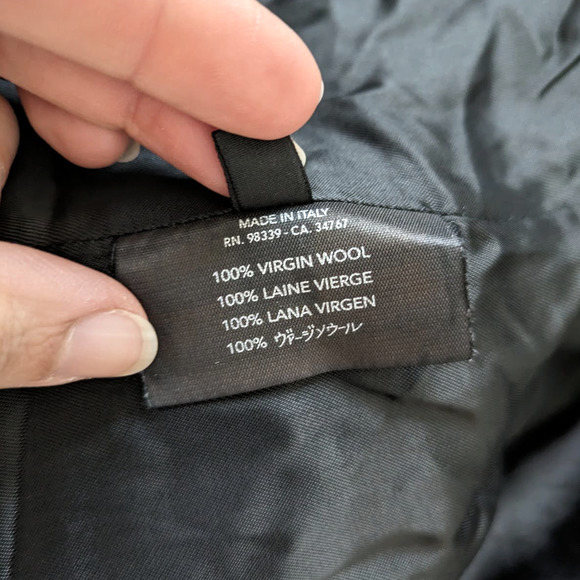 MADE IN ITALY
RN. 98339 - CA. 34767
100% VIRGIN WOOL
100% LAINE VIERGE
100% LANA VIRGEN
100% ヴァージンウール